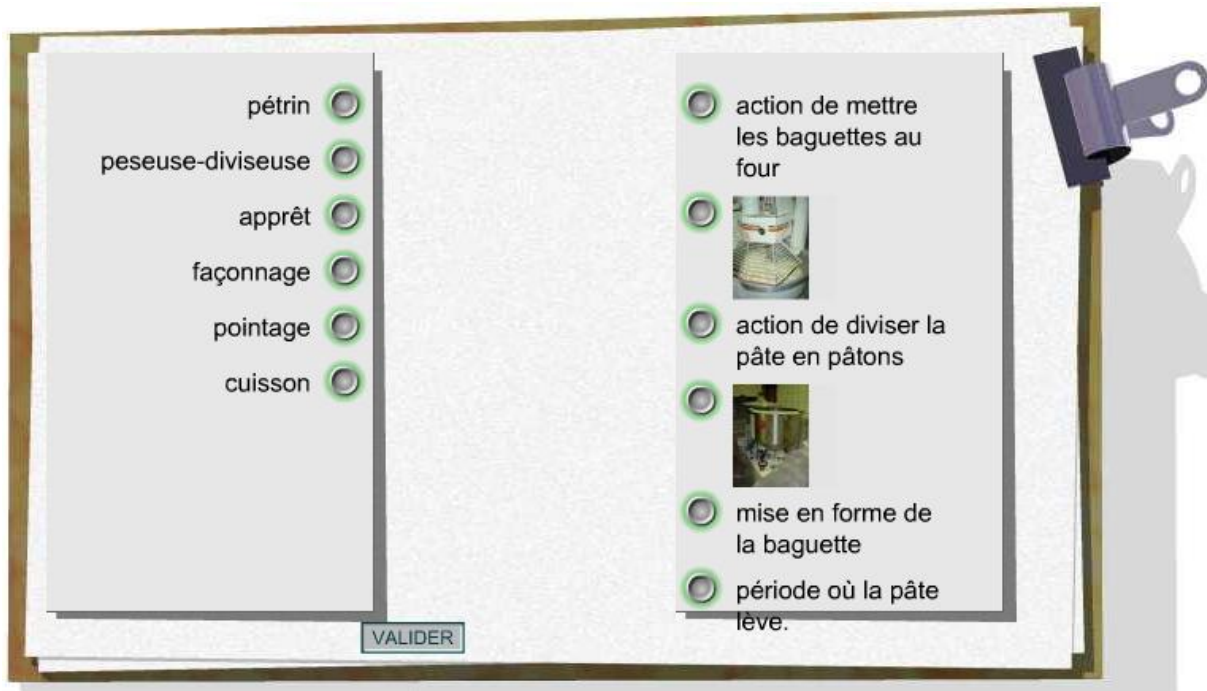 pétrin
peseuse-diviseuse
apprêt
façonnage
pointage
cuisson
action de mettre
les baguettes au
four
action de diviser la
pâte en pâtons
mise en forme de
la baguette
période où la pâte
lève.
VALIDER